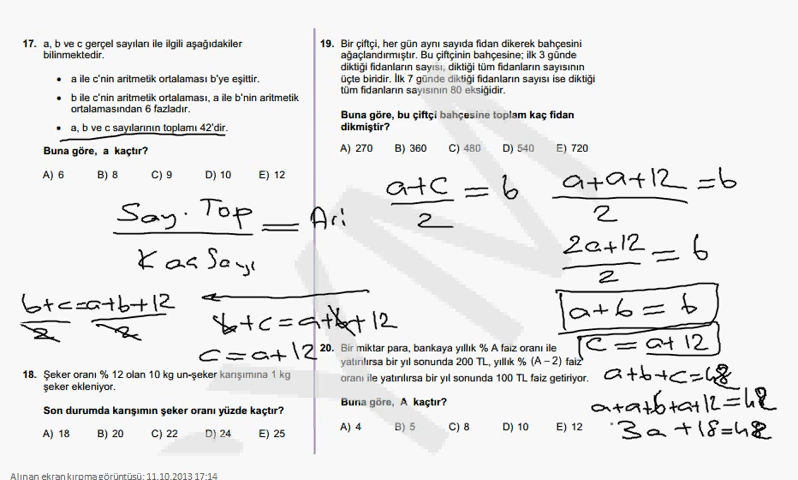 17. a, b ve c gerçel sayıları ile ilgili aşağıdakiler
bilinmektedir.
• a ile c'nin aritmetik ortalaması b'ye eşittir.
• b ile c'nin aritmetik ortalaması, a ile b'nin aritmetik
ortalamasından 6 fazladır.
• a, b ve c sayılarının toplamı 42'dir.
Buna göre, a kaçtır?
A) 6 B) 8 C) 9 D) 10 E) 12
Say. Top
Kaç Sayı
= Ari
b+c=a+b+12
2 2
b+c=a+b+12
c=a+12
18. Şeker oranı % 12 olan 10 kg un-şeker karışımına 1 kg
şeker ekleniyor.
Son durumda karışımın şeker oranı yüzde kaçtır?
A) 18 B) 20 C) 22 D) 24 E) 25
19. Bir çiftçi, her gün aynı sayıda fidan dikerek bahçesini
ağaçlandırmıştır. Bu çiftçinin bahçesine; ilk 3 günde
diktiği fidanların sayısı, diktiği tüm fidanların sayısının
üçte biridir. İlk 7 günde diktiği fidanların sayısı ise diktiği
tüm fidanların sayısının 80 eksiğidir.
Buna göre, bu çiftçi bahçesine toplam kaç fidan
dikmiştir?
A) 270 B) 360 C) 480 D) 540 E) 720
a+c = b
2
a+a+12 = b
2
2a+12 = b
2
a+6 = b
c = a+12
a+b+c=48
a+a+6+a+12=48
3a+18=48
20. Bir miktar para, bankaya yıllık % A faiz oranı ile
yatırılırsa bir yıl sonunda 200 TL, yıllık % (A – 2) faiz
oranı ile yatırılırsa bir yıl sonunda 100 TL faiz getiriyor.
Buna göre, A kaçtır?
A) 4 B) 5 C) 8 D) 10 E) 12
Alınan ekran kırpma görüntüsü: 11.10.2013 17:14